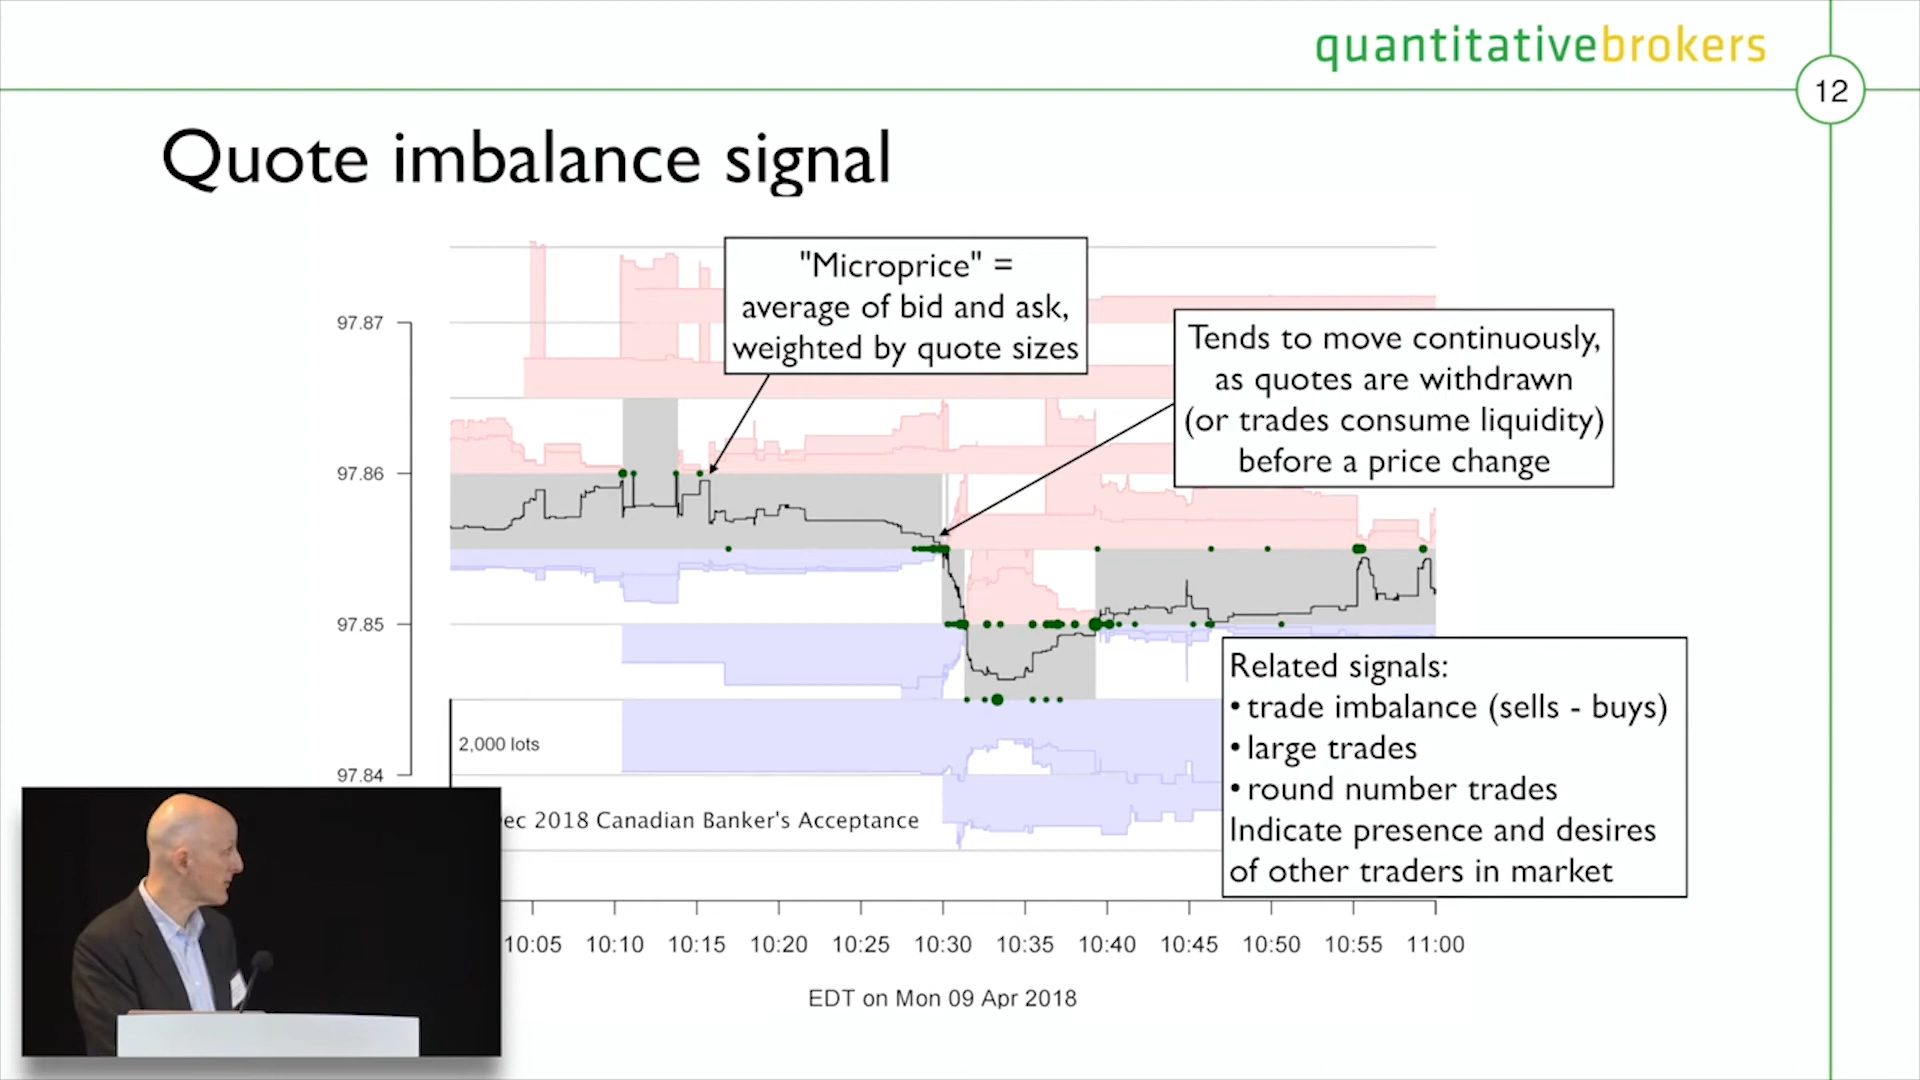 quantitativebrokers
12
Quote imbalance signal
"Microprice" =
average of bid and ask,
weighted by quote sizes
Tends to move continuously,
as quotes are withdrawn
(or trades consume liquidity)
before a price change
97.87
97.86
97.85
97.84
2,000 lots
ec 2018 Canadian Banker's Acceptance
Related signals:
• trade imbalance (sells - buys)
• large trades
• round number trades
Indicate presence and desires
of other traders in market
10:05 10:10 10:15 10:20 10:25 10:30 10:35 10:40 10:45 10:50 10:55 11:00
EDT on Mon 09 Apr 2018